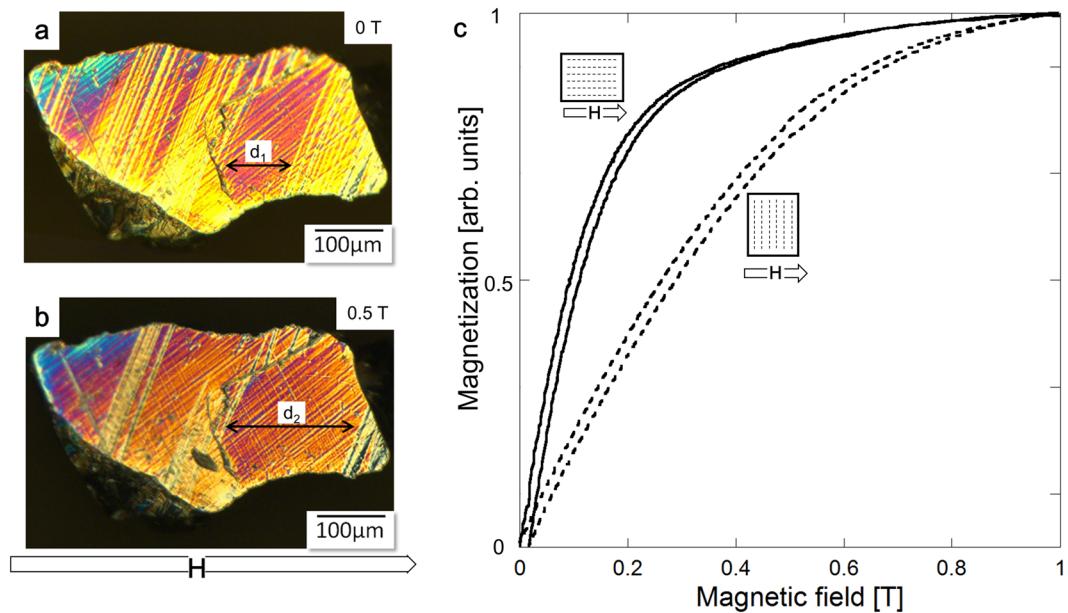 a
0 T
d1
100μm
b
0.5 T
d2
100μm
H
c
H
H
Magnetization [arb. units]
1
0.5
0
0
0.2
0.4
0.6
0.8
1
Magnetic field [T]